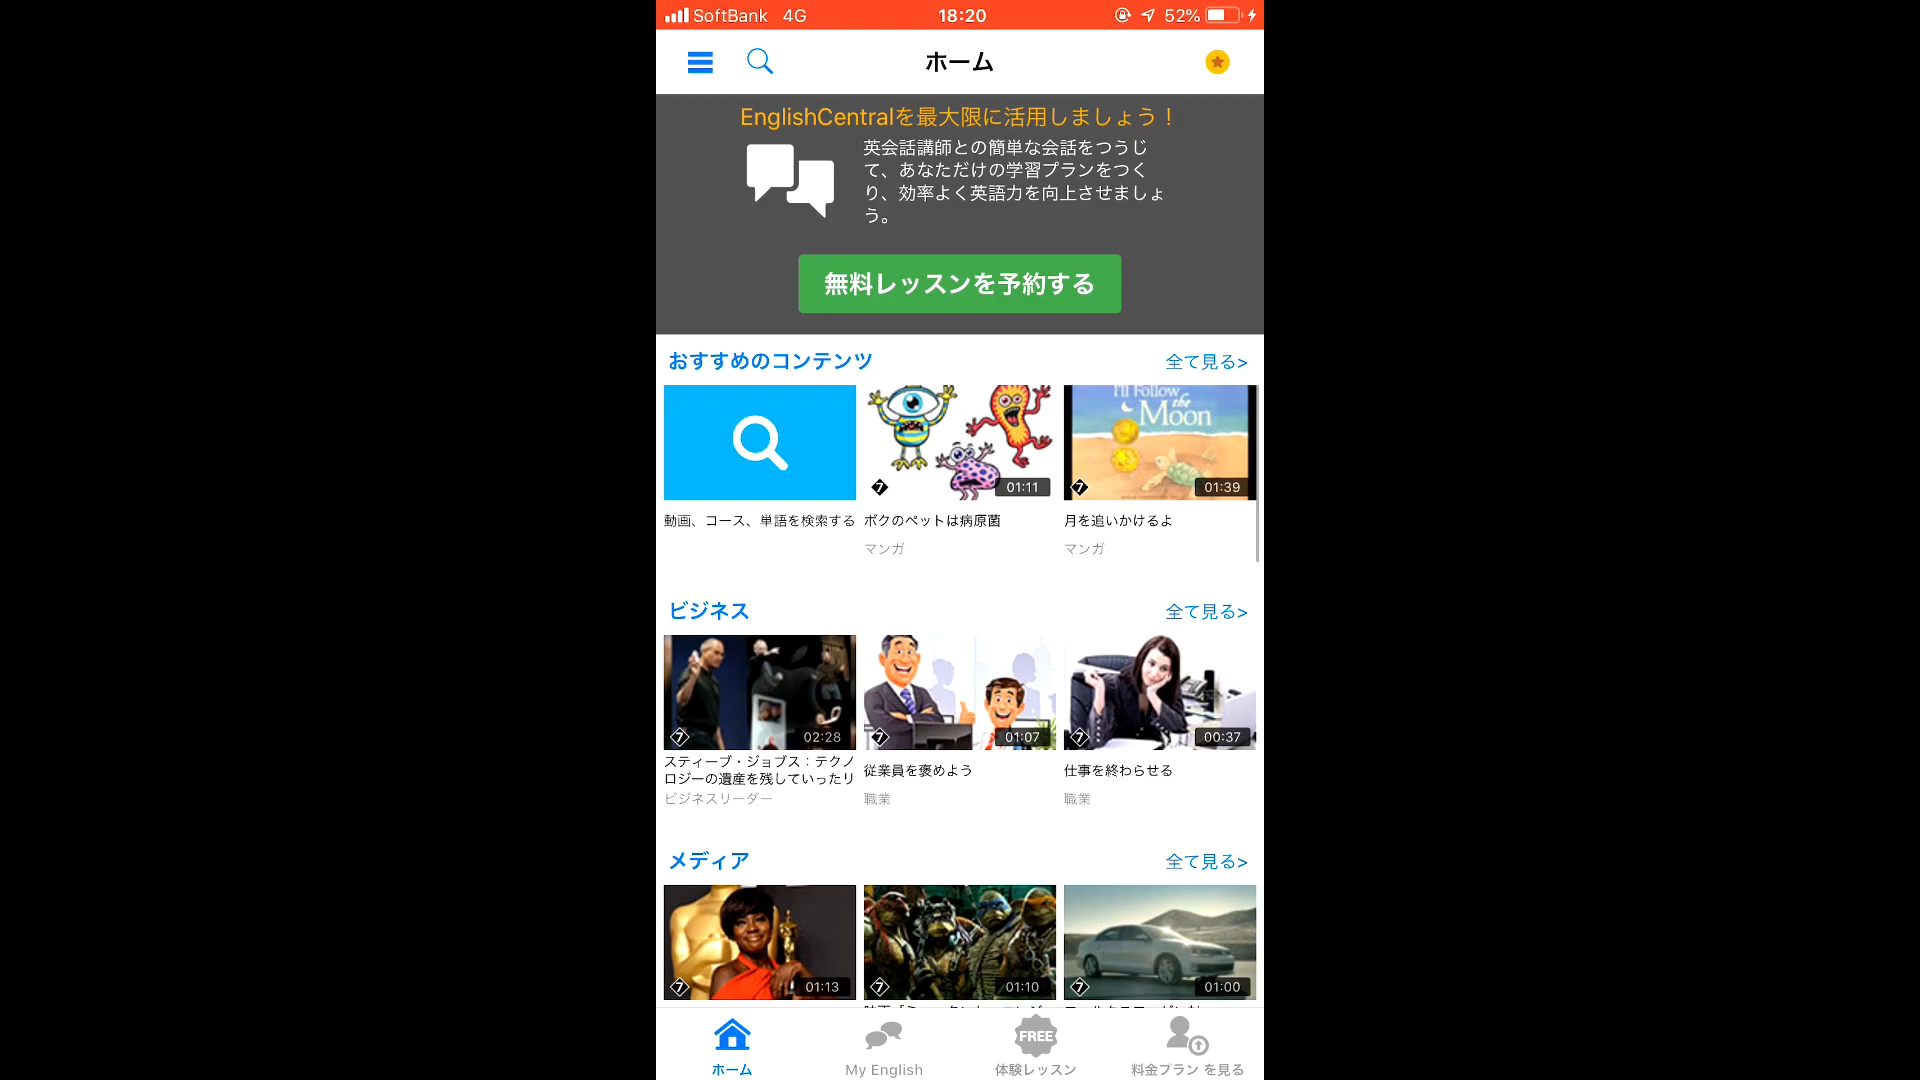 SoftBank 4G 18:20 52%
ホーム
EnglishCentralを最大限に活用しましょう！
英会話講師との簡単な会話をつうじ
て、あなただけの学習プランをつく
り、効率よく英語力を向上させましょ
う。
無料レッスンを予約する
おすすめのコンテンツ 全て見る>
I'll Follow
the
Moon
7 01:11
7 01:39
動画、コース、単語を検索する
ボクのペットは病原菌
マンガ
月を追いかけるよ
マンガ
ビジネス 全て見る>
7 02:28
7 01:07
7 00:37
スティーブ・ジョブス：テクノ
ロジーの遺産を残していったリ
ビジネスリーダー
従業員を褒めよう
職業
仕事を終わらせる
職業
メディア 全て見る>
7 01:13
7 01:10
7 01:00
ホーム
My English
FREE
体験レッスン
料金プラン を見る